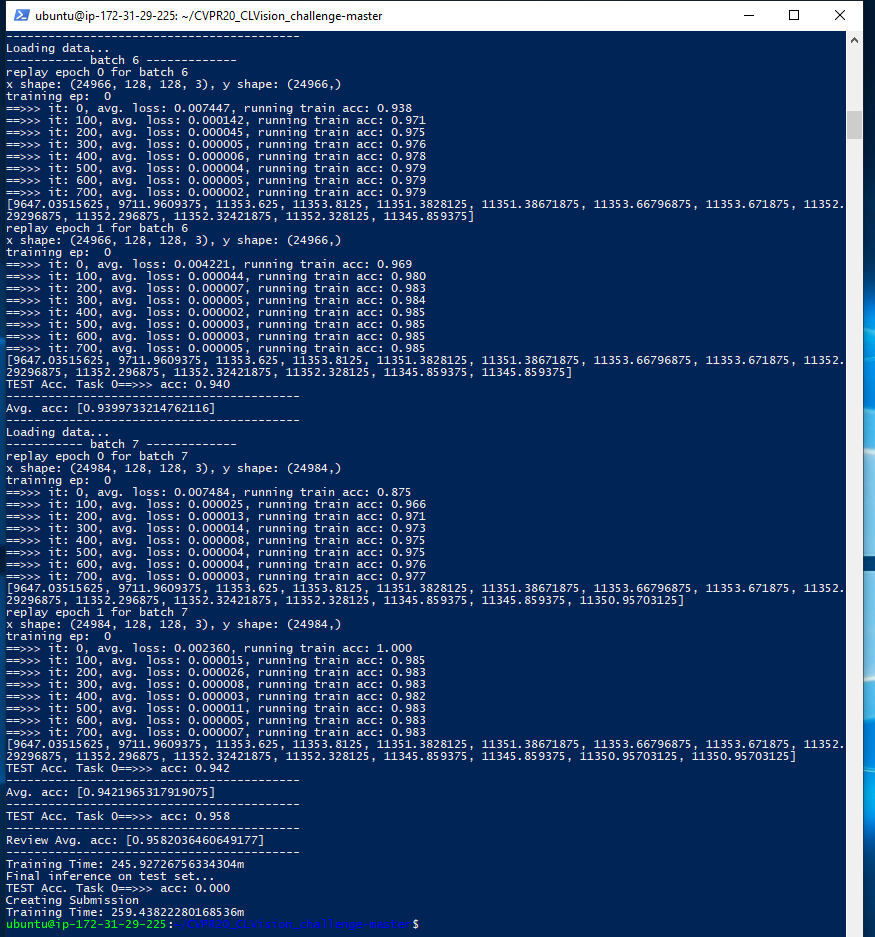 ubuntu@ip-172-31-29-225: ~/CVPR20_CLVision_challenge-master
------------------------------------------
Loading data...
----------- batch 6 -------------
replay epoch 0 for batch 6
x shape: (24966, 128, 128, 3), y shape: (24966,)
training ep:  0
==>>> it: 0, avg. loss: 0.007447, running train acc: 0.938
==>>> it: 100, avg. loss: 0.000142, running train acc: 0.971
==>>> it: 200, avg. loss: 0.000045, running train acc: 0.975
==>>> it: 300, avg. loss: 0.000005, running train acc: 0.976
==>>> it: 400, avg. loss: 0.000006, running train acc: 0.978
==>>> it: 500, avg. loss: 0.000004, running train acc: 0.979
==>>> it: 600, avg. loss: 0.000005, running train acc: 0.979
==>>> it: 700, avg. loss: 0.000002, running train acc: 0.979
[9647.03515625, 9711.9609375, 11353.625, 11353.8125, 11351.3828125, 11351.38671875, 11353.66796875, 11353.671875, 11352.
29296875, 11352.296875, 11352.32421875, 11352.328125, 11345.859375]
replay epoch 1 for batch 6
x shape: (24966, 128, 128, 3), y shape: (24966,)
training ep:  0
==>>> it: 0, avg. loss: 0.004221, running train acc: 0.969
==>>> it: 100, avg. loss: 0.000044, running train acc: 0.980
==>>> it: 200, avg. loss: 0.000007, running train acc: 0.983
==>>> it: 300, avg. loss: 0.000005, running train acc: 0.984
==>>> it: 400, avg. loss: 0.000002, running train acc: 0.985
==>>> it: 500, avg. loss: 0.000003, running train acc: 0.985
==>>> it: 600, avg. loss: 0.000003, running train acc: 0.985
==>>> it: 700, avg. loss: 0.000005, running train acc: 0.985
[9647.03515625, 9711.9609375, 11353.625, 11353.8125, 11351.3828125, 11351.38671875, 11353.66796875, 11353.671875, 11352.
29296875, 11352.296875, 11352.32421875, 11352.328125, 11345.859375, 11345.859375]
TEST Acc. Task 0==>>> acc: 0.940
------------------------------------------
Avg. acc: [0.9399733214762116]
------------------------------------------
Loading data...
----------- batch 7 -------------
replay epoch 0 for batch 7
x shape: (24984, 128, 128, 3), y shape: (24984,)
training ep:  0
==>>> it: 0, avg. loss: 0.007484, running train acc: 0.875
==>>> it: 100, avg. loss: 0.000025, running train acc: 0.966
==>>> it: 200, avg. loss: 0.000013, running train acc: 0.971
==>>> it: 300, avg. loss: 0.000014, running train acc: 0.973
==>>> it: 400, avg. loss: 0.000008, running train acc: 0.975
==>>> it: 500, avg. loss: 0.000004, running train acc: 0.975
==>>> it: 600, avg. loss: 0.000004, running train acc: 0.976
==>>> it: 700, avg. loss: 0.000003, running train acc: 0.977
[9647.03515625, 9711.9609375, 11353.625, 11353.8125, 11351.3828125, 11351.38671875, 11353.66796875, 11353.671875, 11352.
29296875, 11352.296875, 11352.32421875, 11352.328125, 11345.859375, 11345.859375, 11350.95703125]
replay epoch 1 for batch 7
x shape: (24984, 128, 128, 3), y shape: (24984,)
training ep:  0
==>>> it: 0, avg. loss: 0.002360, running train acc: 1.000
==>>> it: 100, avg. loss: 0.000015, running train acc: 0.985
==>>> it: 200, avg. loss: 0.000026, running train acc: 0.983
==>>> it: 300, avg. loss: 0.000008, running train acc: 0.983
==>>> it: 400, avg. loss: 0.000003, running train acc: 0.982
==>>> it: 500, avg. loss: 0.000011, running train acc: 0.983
==>>> it: 600, avg. loss: 0.000005, running train acc: 0.983
==>>> it: 700, avg. loss: 0.000007, running train acc: 0.983
[9647.03515625, 9711.9609375, 11353.625, 11353.8125, 11351.3828125, 11351.38671875, 11353.66796875, 11353.671875, 11352.
29296875, 11352.296875, 11352.32421875, 11352.328125, 11345.859375, 11345.859375, 11350.95703125, 11350.95703125]
TEST Acc. Task 0==>>> acc: 0.942
------------------------------------------
Avg. acc: [0.9421965317919075]
------------------------------------------
TEST Acc. Task 0==>>> acc: 0.958
------------------------------------------
Review Avg. acc: [0.9582036460649177]
------------------------------------------
Training Time: 245.92726756334304m
Final inference on test set...
TEST Acc. Task 0==>>> acc: 0.000
Creating Submission
Training Time: 259.43822280168536m
ubuntu@ip-172-31-29-225:~/CVPR20_CLVision_challenge-master$